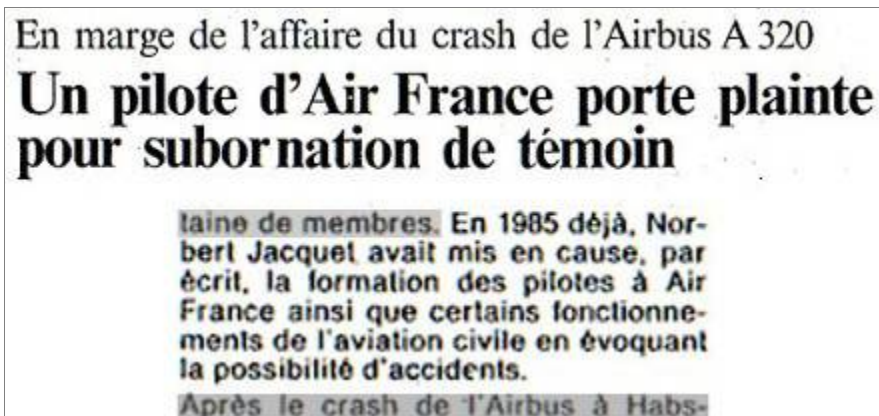 En marge de l'affaire du crash de l'Airbus A 320
Un pilote d'Air France porte plainte
pour subornation de témoin
taine de membres. En 1985 déjà, Nor-
bert Jacquet avait mis en cause, par
écrit, la formation des pilotes à Air
France ainsi que certains fonctionne-
ments de l'aviation civile en évoquant
la possibilité d'accidents.
Après le crash de l'Airbus à Habs-